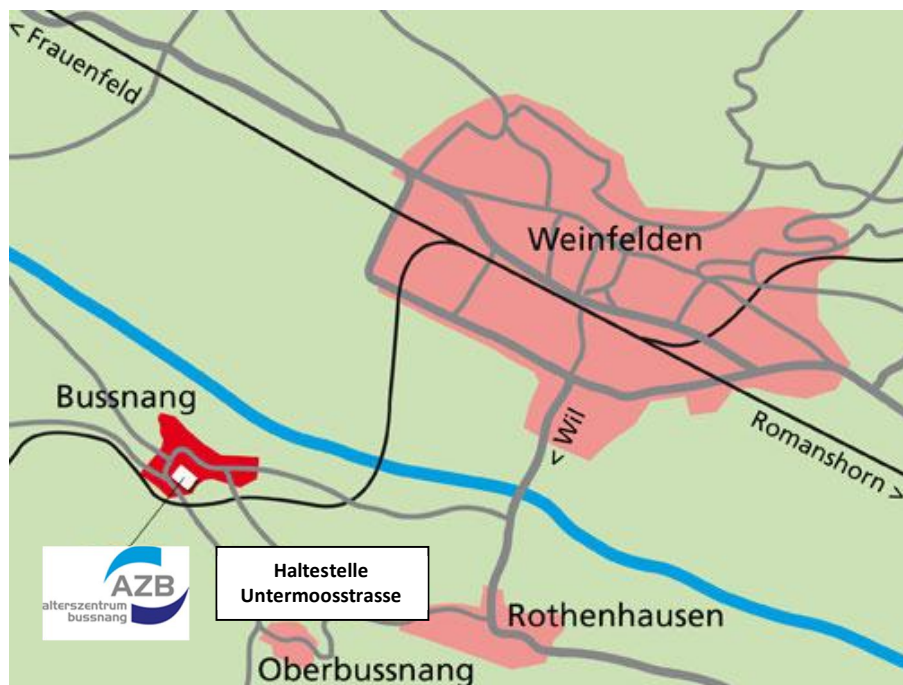 < Frauenfeld
Weinfelden
Bussnang
< Wil
Romanshorn >
AZB
alterszentrum
bussnang
Haltestelle
Untermoosstrasse
Rothenhausen
Oberbussnang